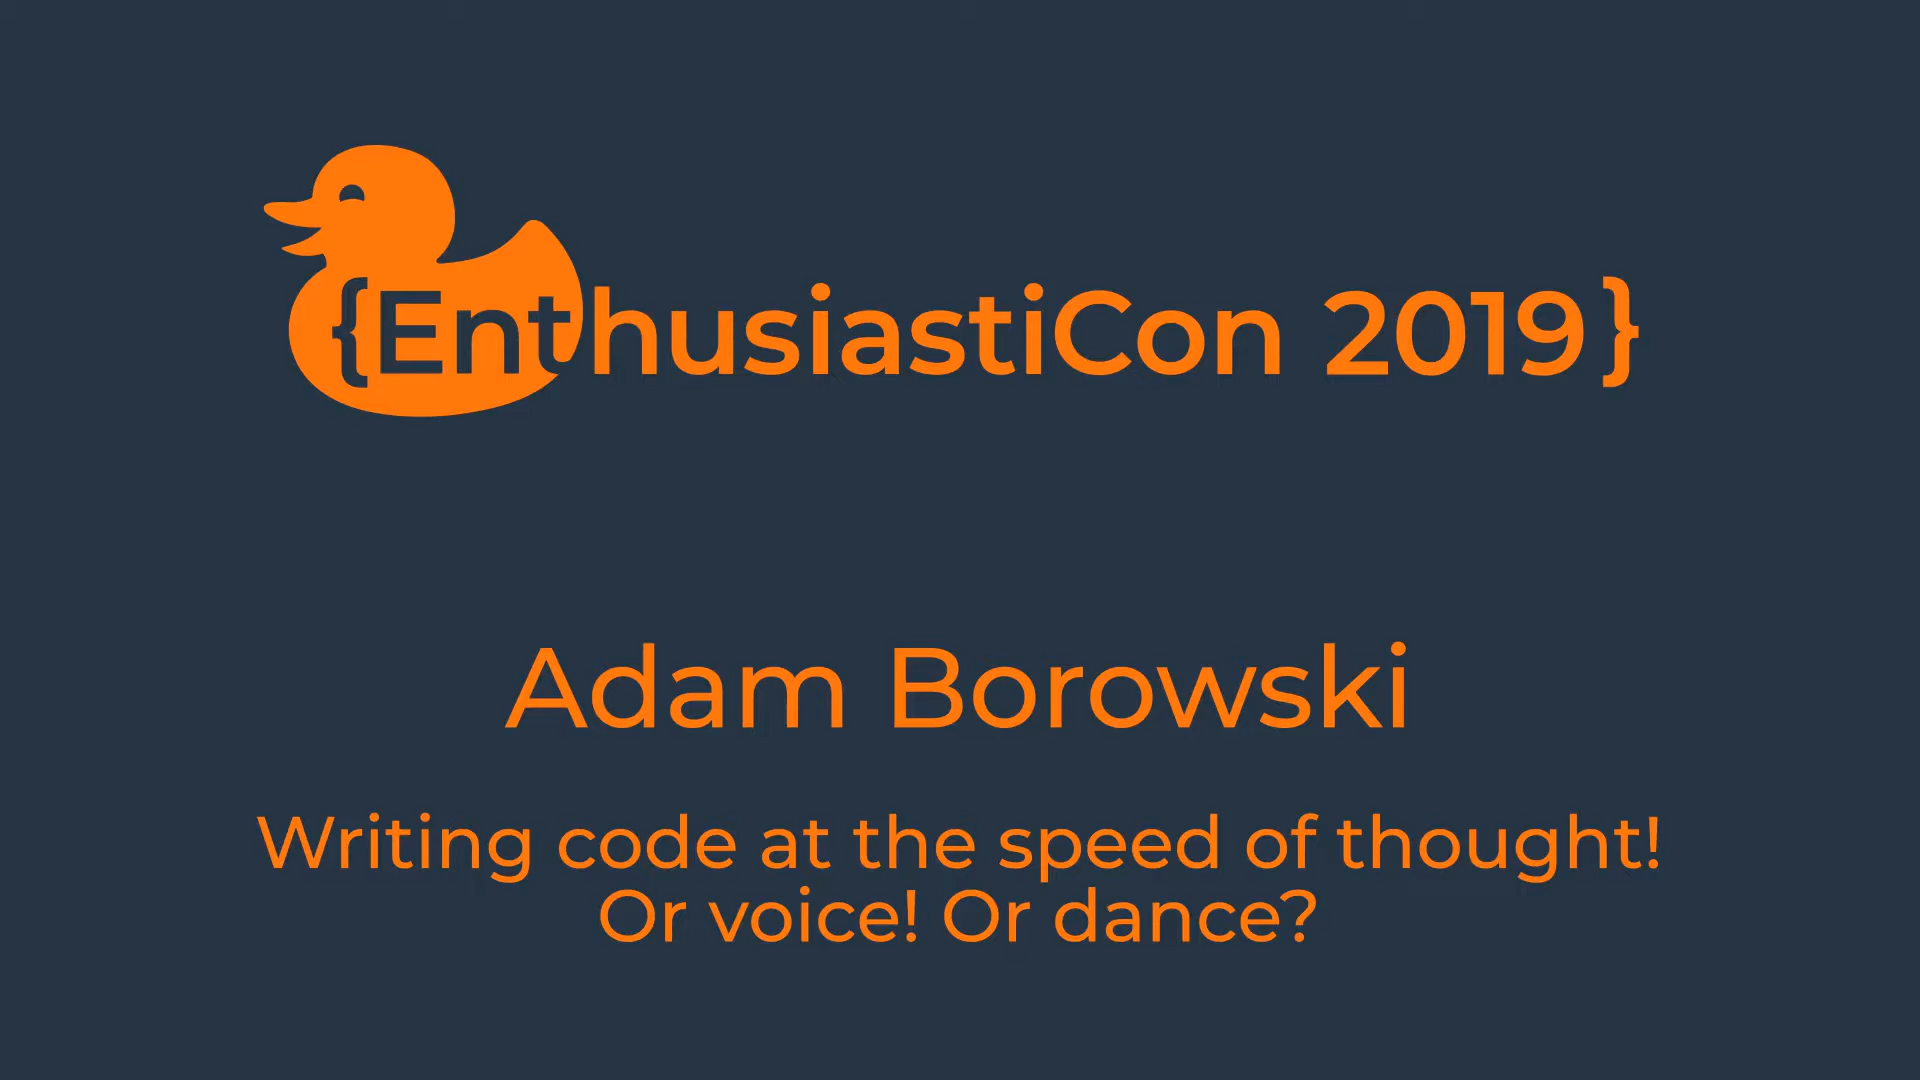 {EnthusiastiCon 2019}
Adam Borowski
Writing code at the speed of thought!
Or voice! Or dance?